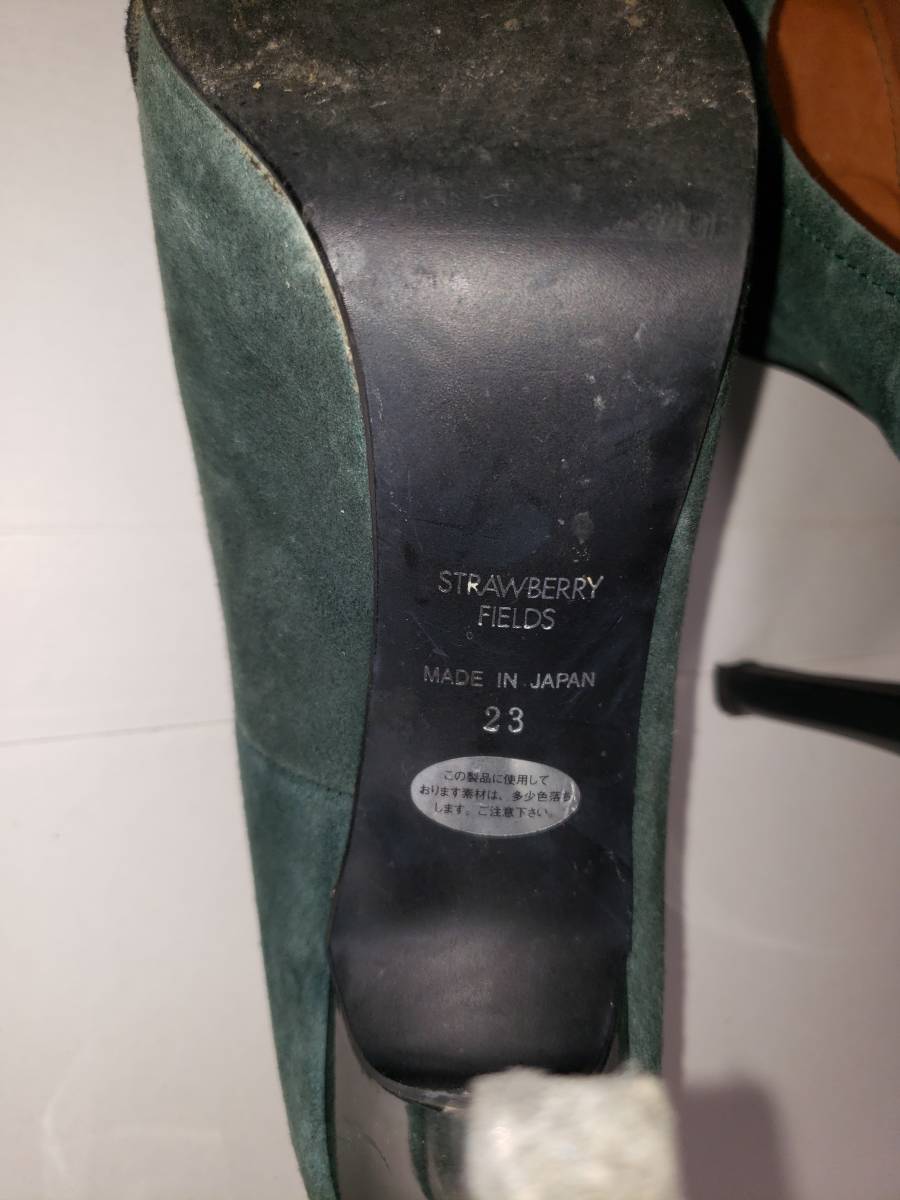 STRAWBERRY
FIELDS
MADE IN JAPAN
23
この製品に使用して
おります素材は、多少色落ち
します。ご注意下さい。